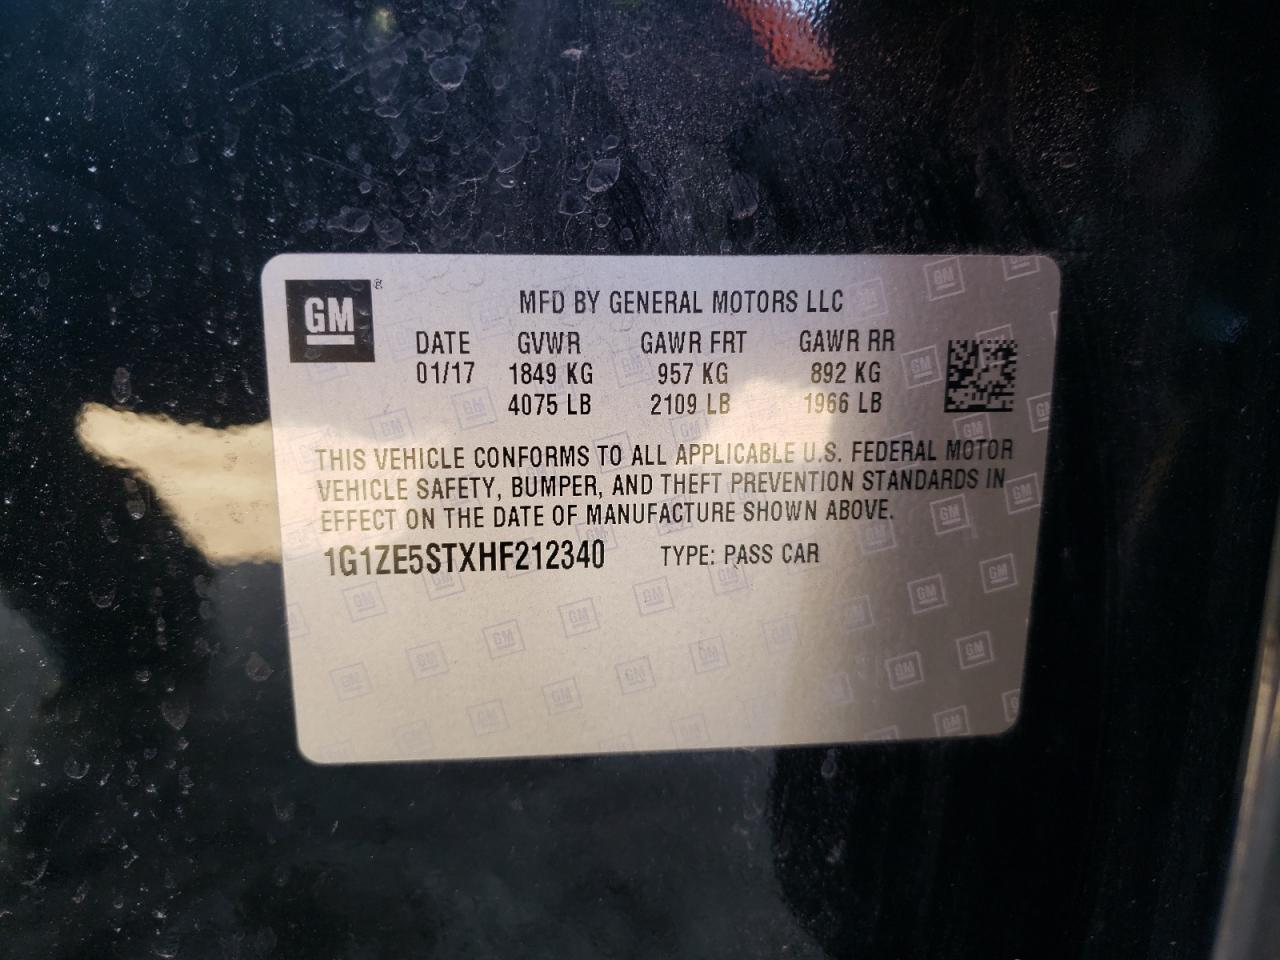 GM®
MFD BY GENERAL MOTORS LLC
DATE GVWR GAWR FRT GAWR RR
01/17 1849 KG 957 KG 892 KG
4075 LB 2109 LB 1966 LB
THIS VEHICLE CONFORMS TO ALL APPLICABLE U.S. FEDERAL MOTOR
VEHICLE SAFETY, BUMPER, AND THEFT PREVENTION STANDARDS IN
EFFECT ON THE DATE OF MANUFACTURE SHOWN ABOVE.
1G1ZE5STXHF212340 TYPE: PASS CAR